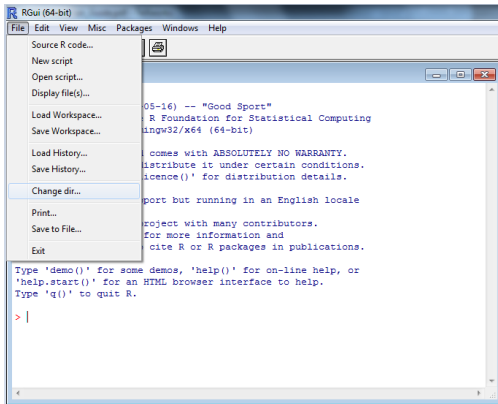 RGui (64-bit)
File Edit View Misc Packages Windows Help
Source R code...
New script
Open script...
Display file(s)...
Load Workspace...
Save Workspace...
Load History...
Save History...
Change dir...
Print...
Save to File...
Exit
05-16) -- "Good Sport"
R Foundation for Statistical Computing
ingw32/x64 (64-bit)
comes with ABSOLUTELY NO WARRANTY.
istribute it under certain conditions.
icence()' for distribution details.
port but running in an English locale
roject with many contributors.
for more information and
cite R or R packages in publications.
Type 'demo()' for some demos, 'help()' for on-line help, or
'help.start()' for an HTML browser interface to help.
Type 'q()' to quit R.
>